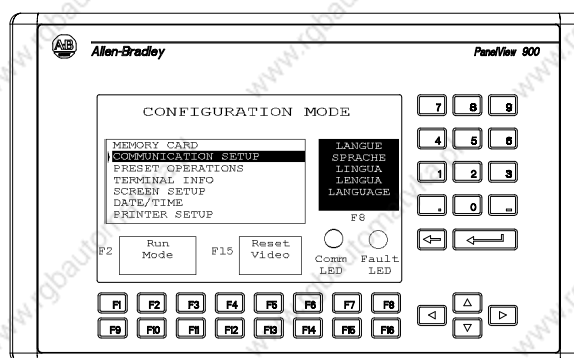 AB
Allen-Bradley
PanelView 900
CONFIGURATION MODE
MEMORY CARD
COMMUNICATION SETUP
PRESET OPERATIONS
TERMINAL INFO
SCREEN SETUP
DATE/TIME
PRINTER SETUP
LANGUE
SPRACHE
LINGUA
LENGUA
LANGUAGE
F8
F2
Run
Mode
F15
Reset
Video
Comm
LED
Fault
LED
7 8 9
4 5 6
1 2 3
. 0 -
F1 F2 F3 F4 F5 F6 F7 F8
F9 F10 F11 F12 F13 F14 F15 F16